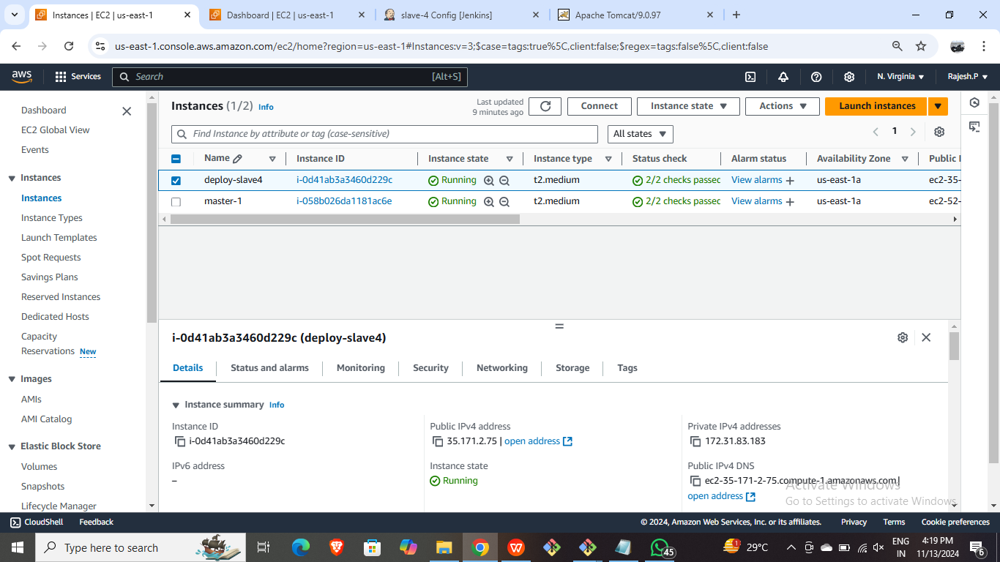 Instances | EC2 | us-east-1
Dashboard | EC2 | us-east-1
slave-4 Config [Jenkins]
Apache Tomcat/9.0.97
us-east-1.console.aws.amazon.com/ec2/home?region=us-east-1#Instances:v=3;$case=tags:true%5C,client:false;$regex=tags:false%5C,client:false
aws Services Search [Alt+S] N. Virginia Rajesh.P
Dashboard
EC2 Global View
Events
Instances
Instances
Instance Types
Launch Templates
Spot Requests
Savings Plans
Reserved Instances
Dedicated Hosts
Capacity
Reservations New
Images
AMIs
AMI Catalog
Elastic Block Store
Volumes
Snapshots
Lifecycle Manager
Instances (1/2) Info
Last updated
9 minutes ago
Connect
Instance state
Actions
Launch instances
Find Instance by attribute or tag (case-sensitive)
All states
1
Name Instance ID Instance state Instance type Status check Alarm status Availability Zone Public I
deploy-slave4 i-0d41ab3a3460d229c Running t2.medium 2/2 checks passec View alarms + us-east-1a ec2-35-
master-1 i-058b026da1181ac6e Running t2.medium 2/2 checks passec View alarms + us-east-1a ec2-52-
i-0d41ab3a3460d229c (deploy-slave4)
Details Status and alarms Monitoring Security Networking Storage Tags
Instance summary Info
Instance ID
i-0d41ab3a3460d229c
Public IPv4 address
35.171.2.75 | open address
Private IPv4 addresses
172.31.83.183
IPv6 address
–
Instance state
Running
Public IPv4 DNS
ec2-35-171-2-75.compute-1.amazonaws.com |
open address
Activate Windows
Go to Settings to activate Windows.
CloudShell Feedback © 2024, Amazon Web Services, Inc. or its affiliates. Privacy Terms Cookie preferences
Type here to search
45
1
29°C
ENG
IN
4:19 PM
11/13/2024
6